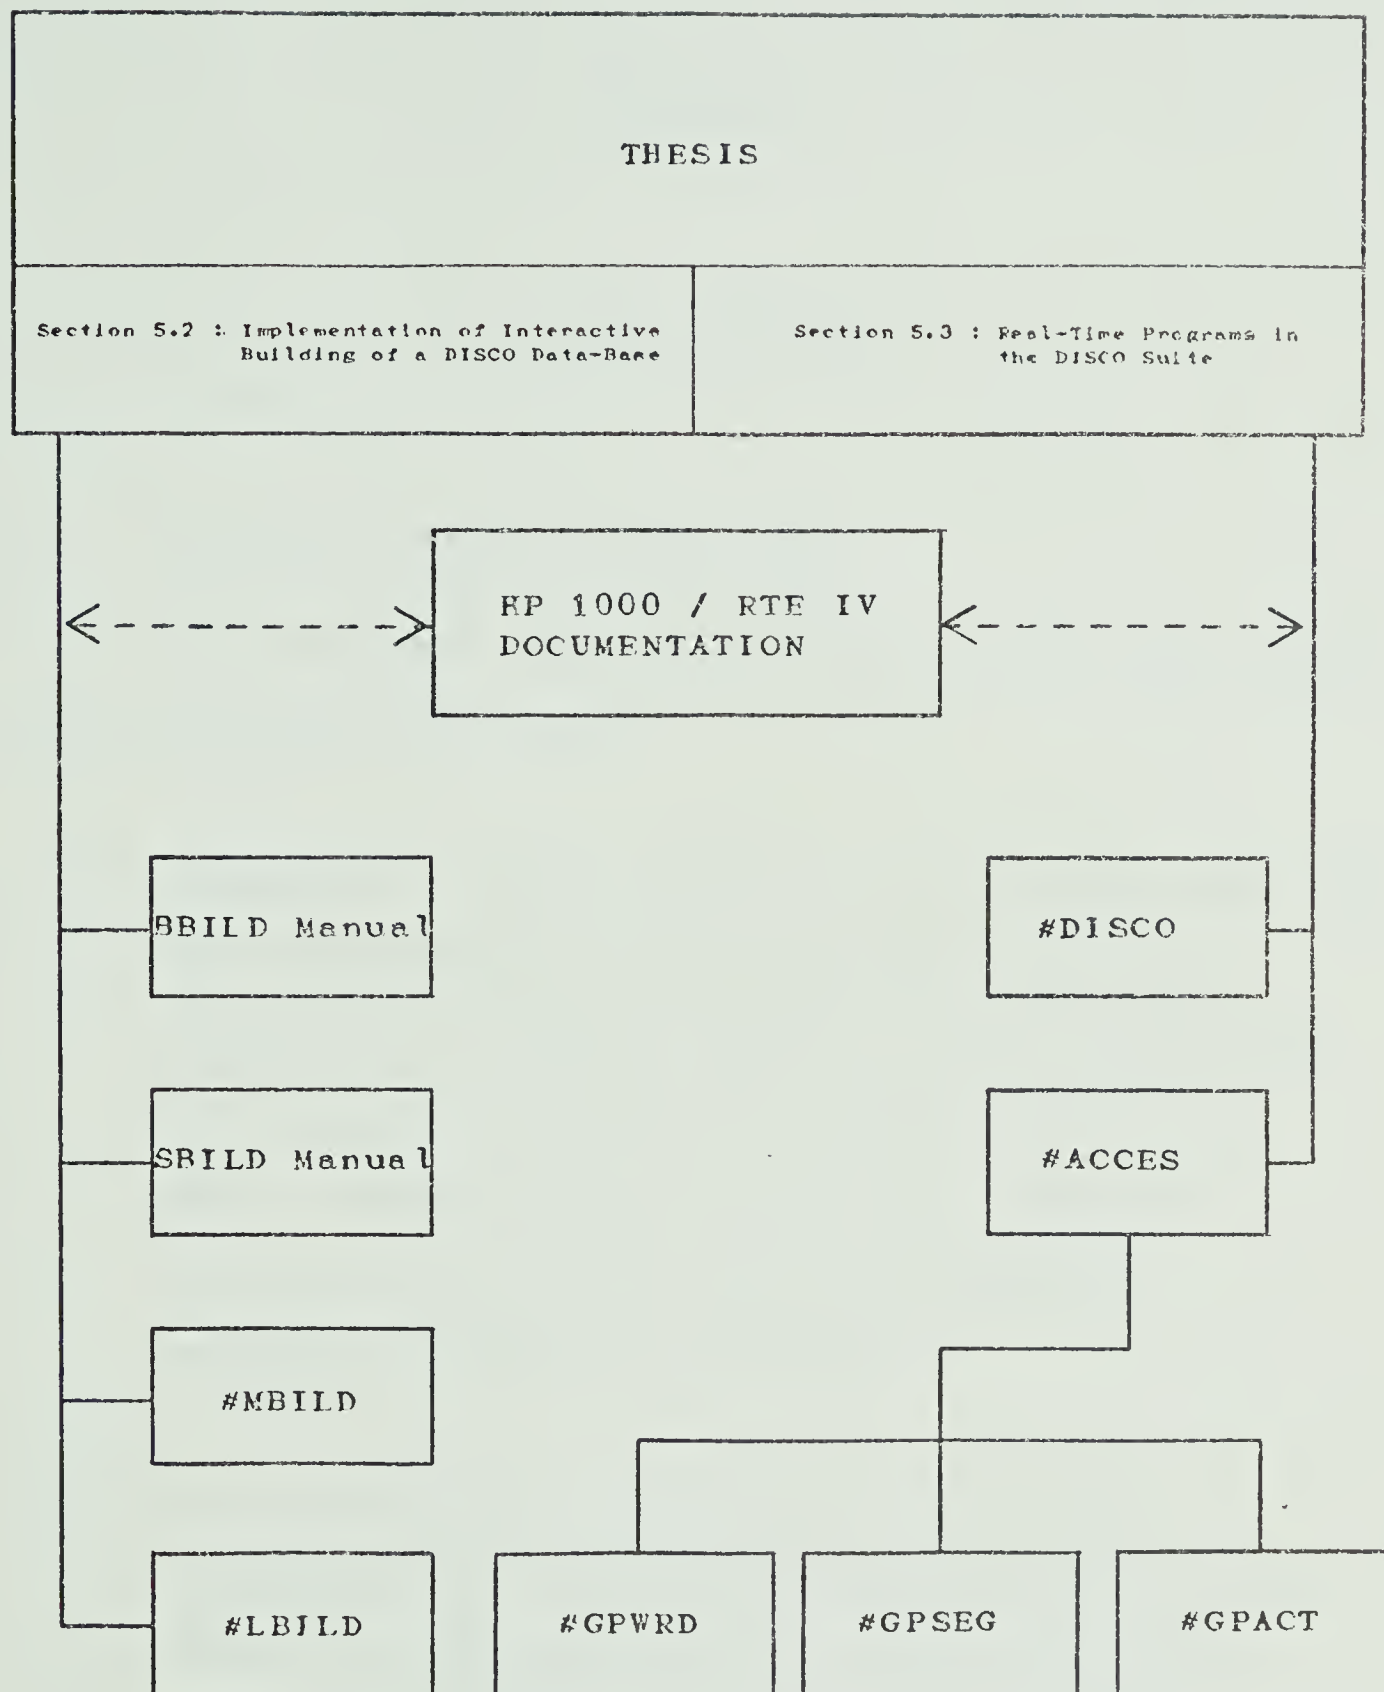 THESIS
Section 5.2 : Implementation of Interactive
Building of a DISCO Data-Base
Section 5.3 : Real-Time Programs in
the DISCO Suite
HP 1000 / RTE IV
DOCUMENTATION
BBILD Manual
#DISCO
SBILD Manual
#ACCES
#MBILD
#LBILD
#GPWRD
#GPSEG
#GPACT